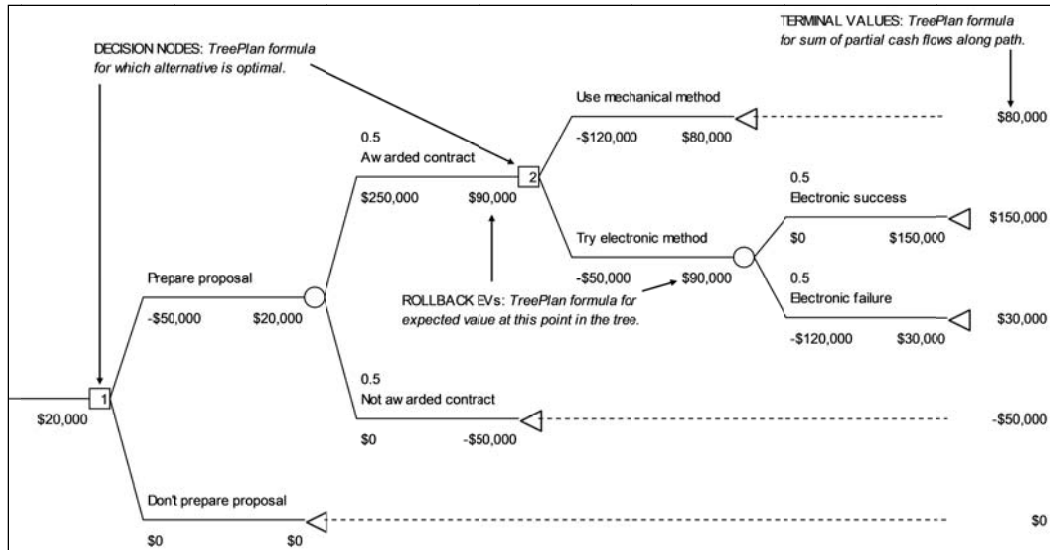 DECISION NODES: TreePlan formula
for which alternative is optimal.
TERMINAL VALUES: TreePlan formula
for sum of partial cash flows along path.
Use mechanical method
-$120,000 $80,000
$80,000
0.5
Awarded contract
$250,000 $90,000
2
0.5
Electronic success
$0 $150,000
$150,000
Try electronic method
-$50,000 $90,000
Prepare proposal
-$50,000 $20,000
ROLLBACK EVs: TreePlan formula for
expected value at this point in the tree.
0.5
Electronic failure
-$120,000 $30,000
$30,000
0.5
Not awarded contract
$0 -$50,000
-$50,000
1
$20,000
Don't prepare proposal
$0 $0
$0